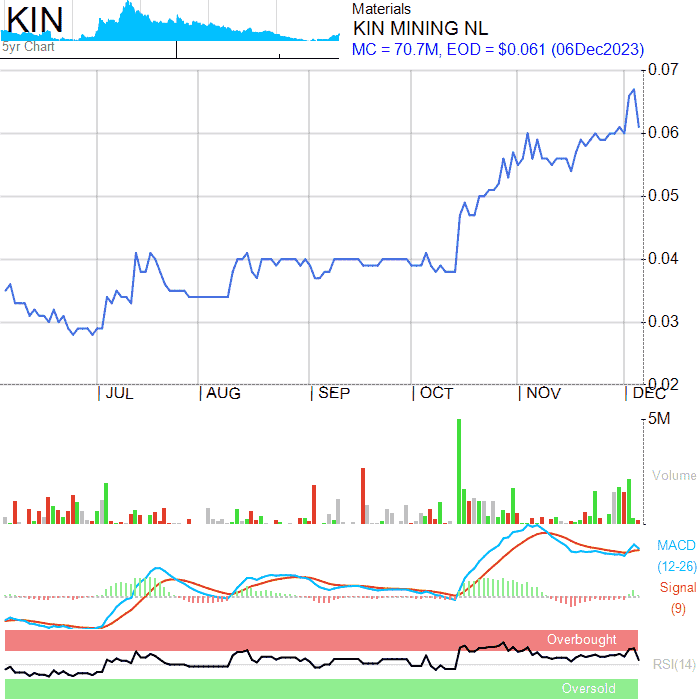 KIN
5yr Chart
Materials
KIN MINING NL
MC = 70.7M, EOD = $0.061 (06Dec2023)
0.07
0.06
0.05
0.04
0.03
0.02
JUL
AUG
SEP
OCT
NOV
DEC
5M
Volume
MACD
(12-26)
Signal
(9)
Overbought
RSI(14)
Oversold